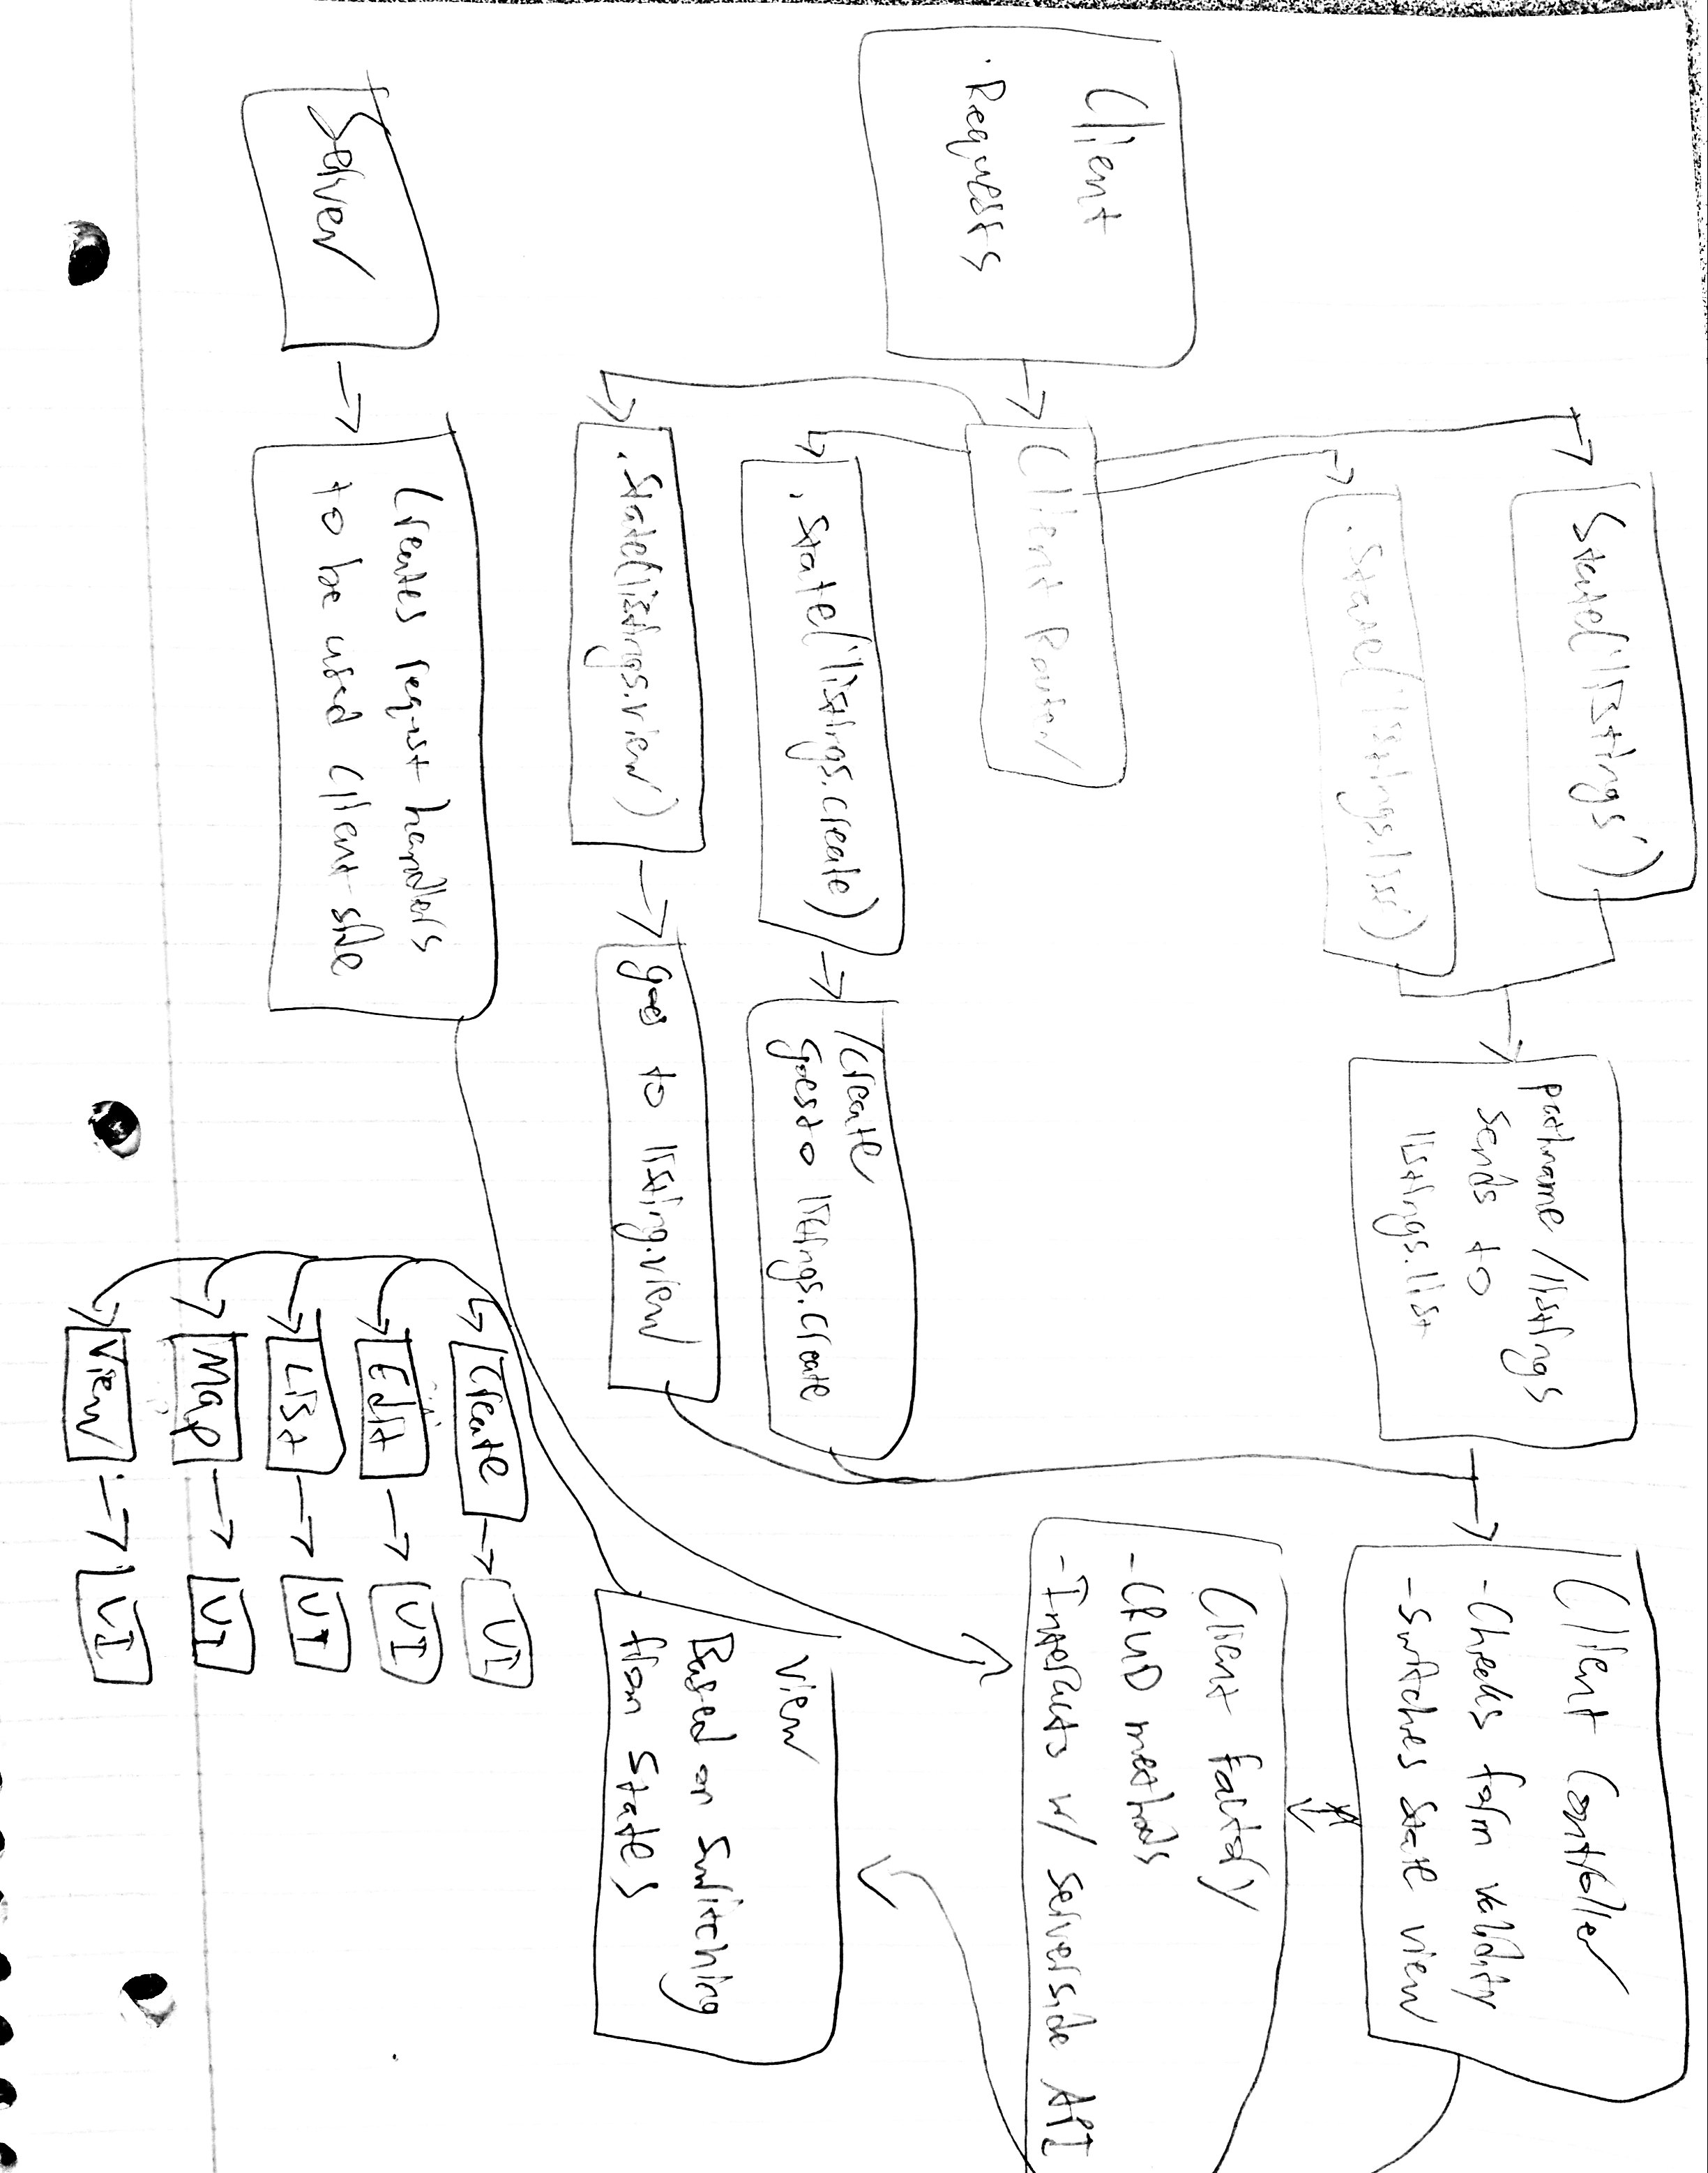 State('listings')
.State('listings.list')
pathname /listings
sends to
listings.list
Client
. Requests
Client Router
. State('listings.create)
/create
goes to listings.create
.State(listings.view')
goes to listing.view
Client Controller
- Checks form validity
- Switches state view
Client factory
- CRUD methods
- Interacts w/ serverside API
Server
Creates request handlers
to be used client-side
view
Based on switching
from states
Create
UI
Edit
UI
List
UI
Map
UI
View
UI